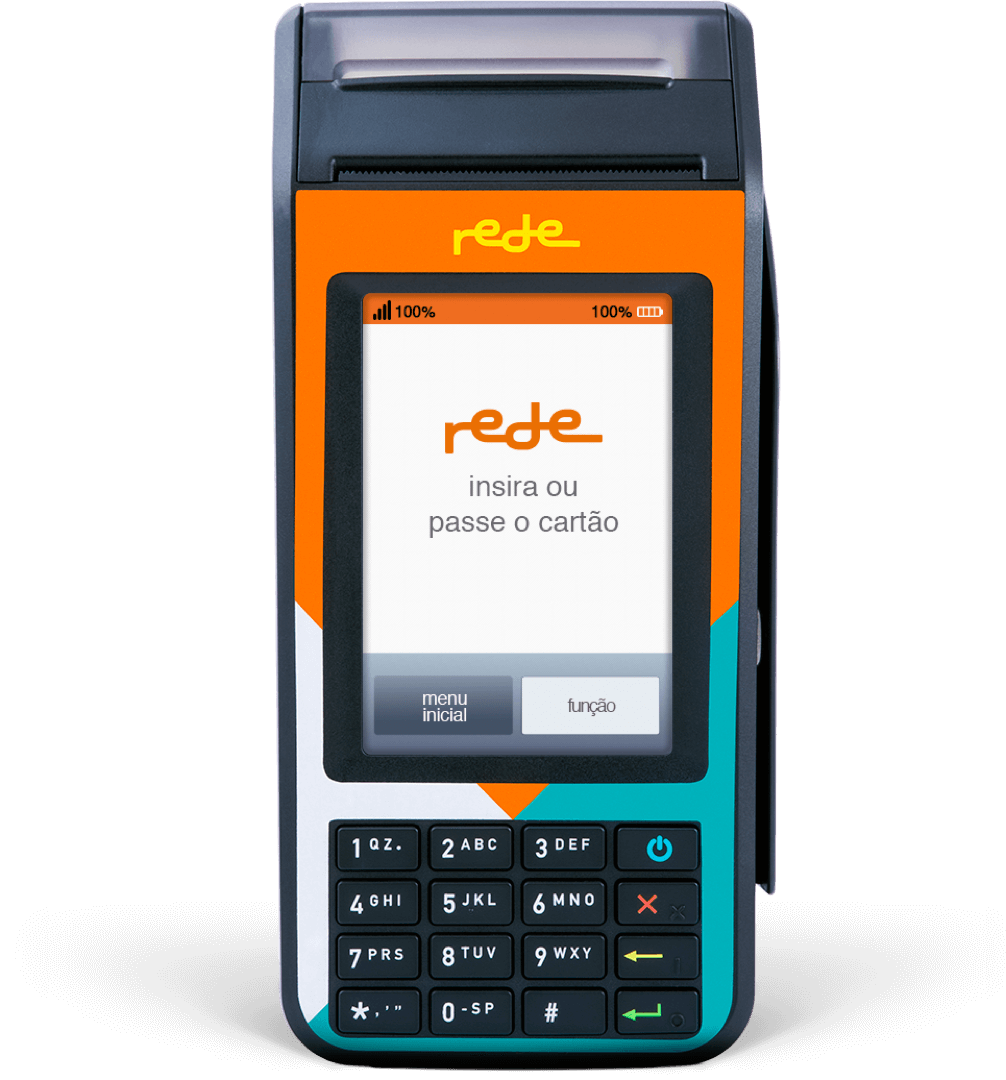 rede
100% 100%
rede
insira ou
passe o cartão
menu
inicial
função
1 QZ. 2 ABC 3 DEF
4 GHI 5 JKL 6 MNO
7 PRS 8 TUV 9 WXY
*,'" 0 -SP #